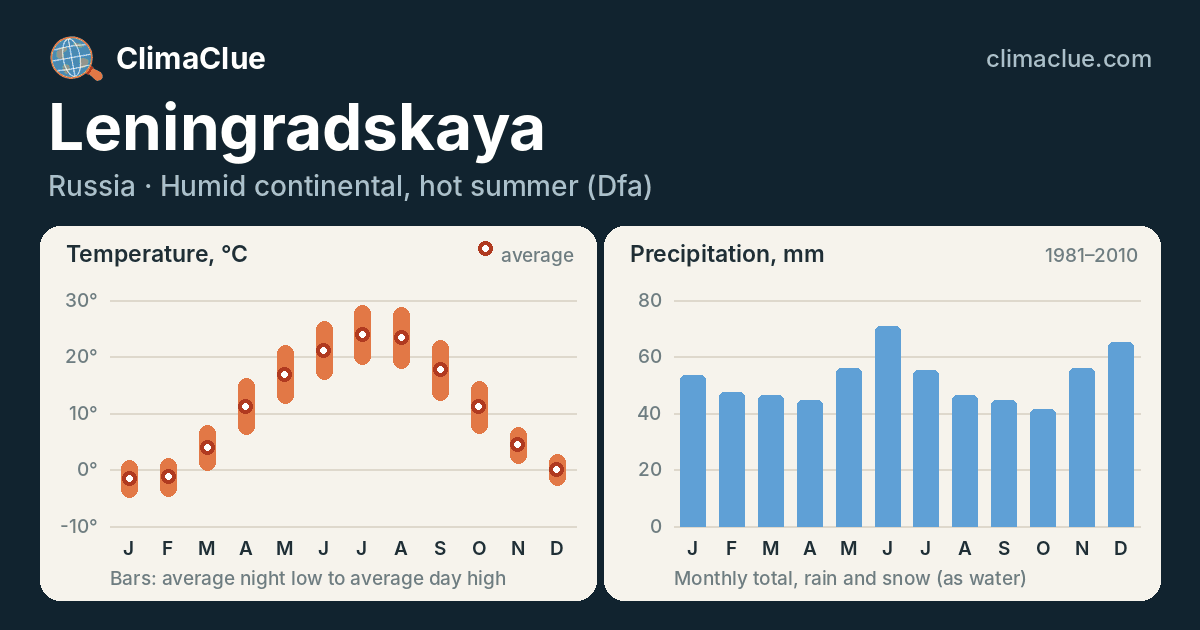 ClimaClue
climaclue.com
Leningradskaya
Russia · Humid continental, hot summer (Dfa)
Temperature, °C
average
30°
20°
10°
0°
-10°
J F M A M J J A S O N D
Bars: average night low to average day high
Precipitation, mm
1981–2010
80
60
40
20
0
J F M A M J J A S O N D
Monthly total, rain and snow (as water)